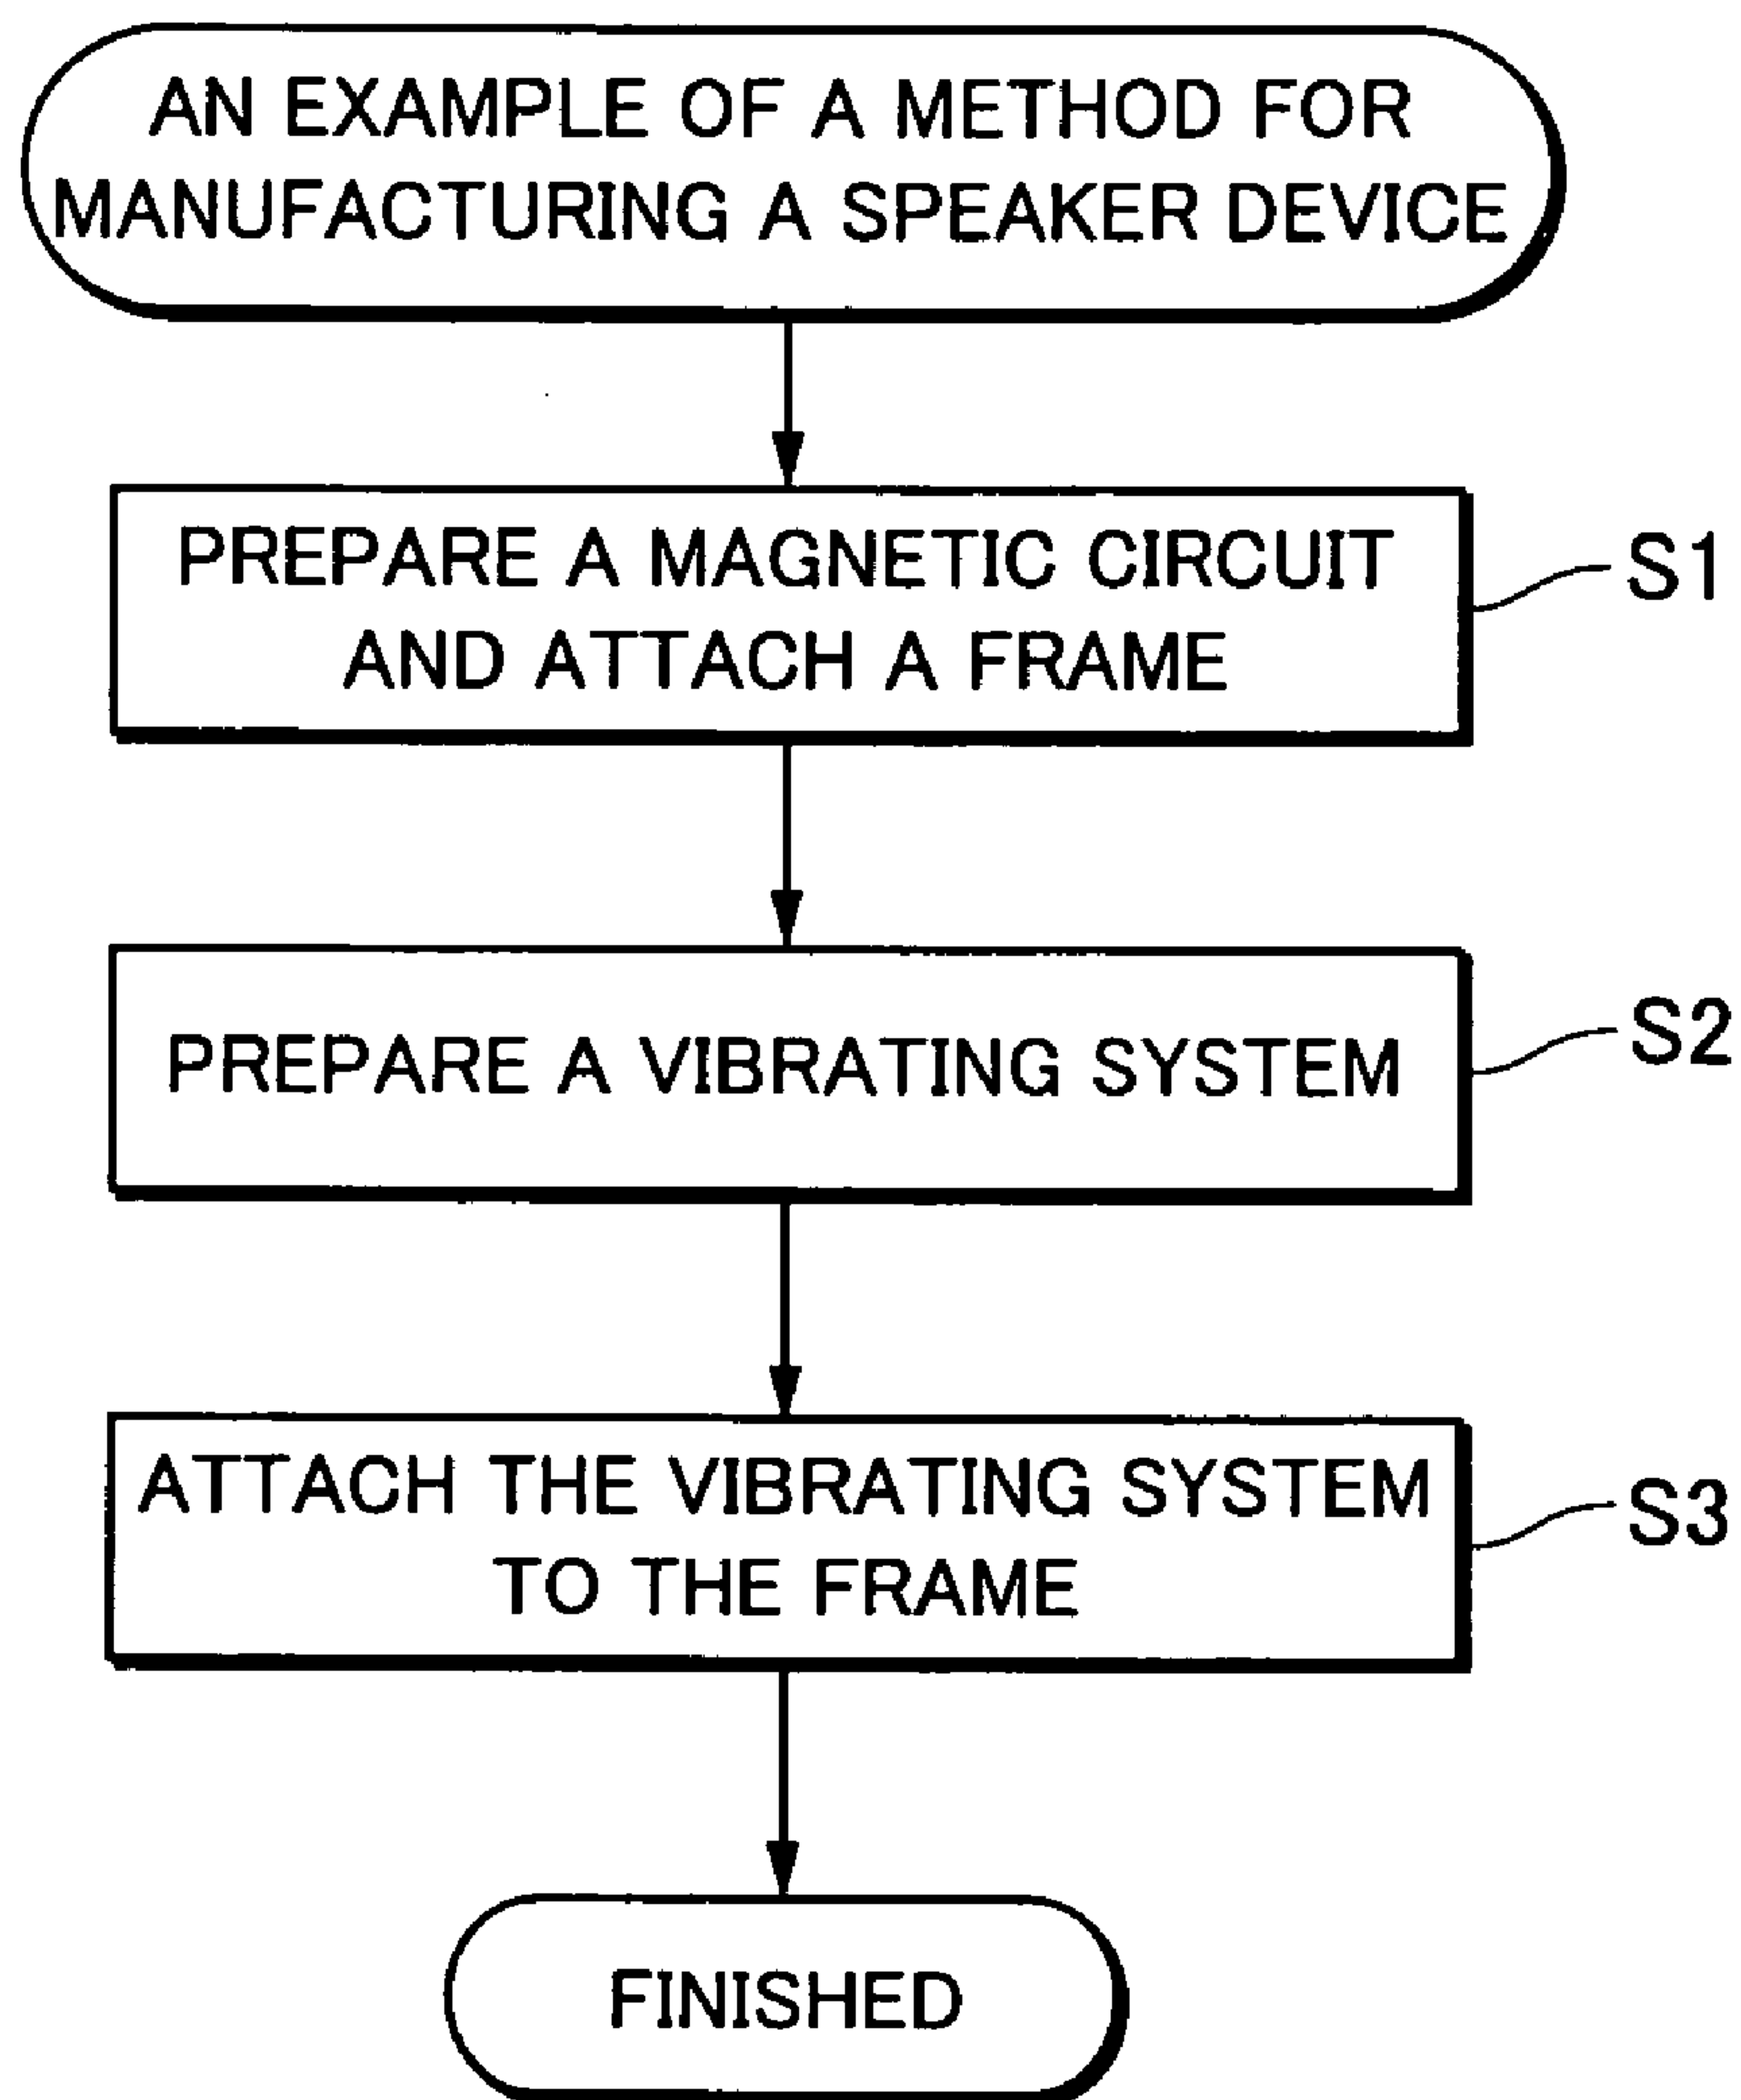 AN EXAMPLE OF A METHOD FOR
MANUFACTURING A SPEAKER DEVICE
PREPARE A MAGNETIC CIRCUIT
AND ATTACH A FRAME
S1
PREPARE A VIBRATING SYSTEM
S2
ATTACH THE VIBRATING SYSTEM
TO THE FRAME
S3
FINISHED